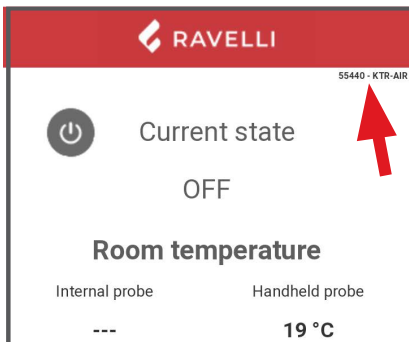 RAVELLI
55440 - KTR-AIR
Current state
OFF
Room temperature
Internal probe Handheld probe
--- 19 °C